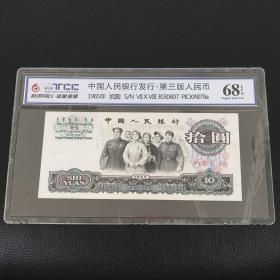 TCC
中国人民银行发行-第三版人民币
1965年 拾圆 S/N VII X VIII 3030807 PICK#879a
68 EPQ
中国人民银行
拾圆
SHI YUAN
10